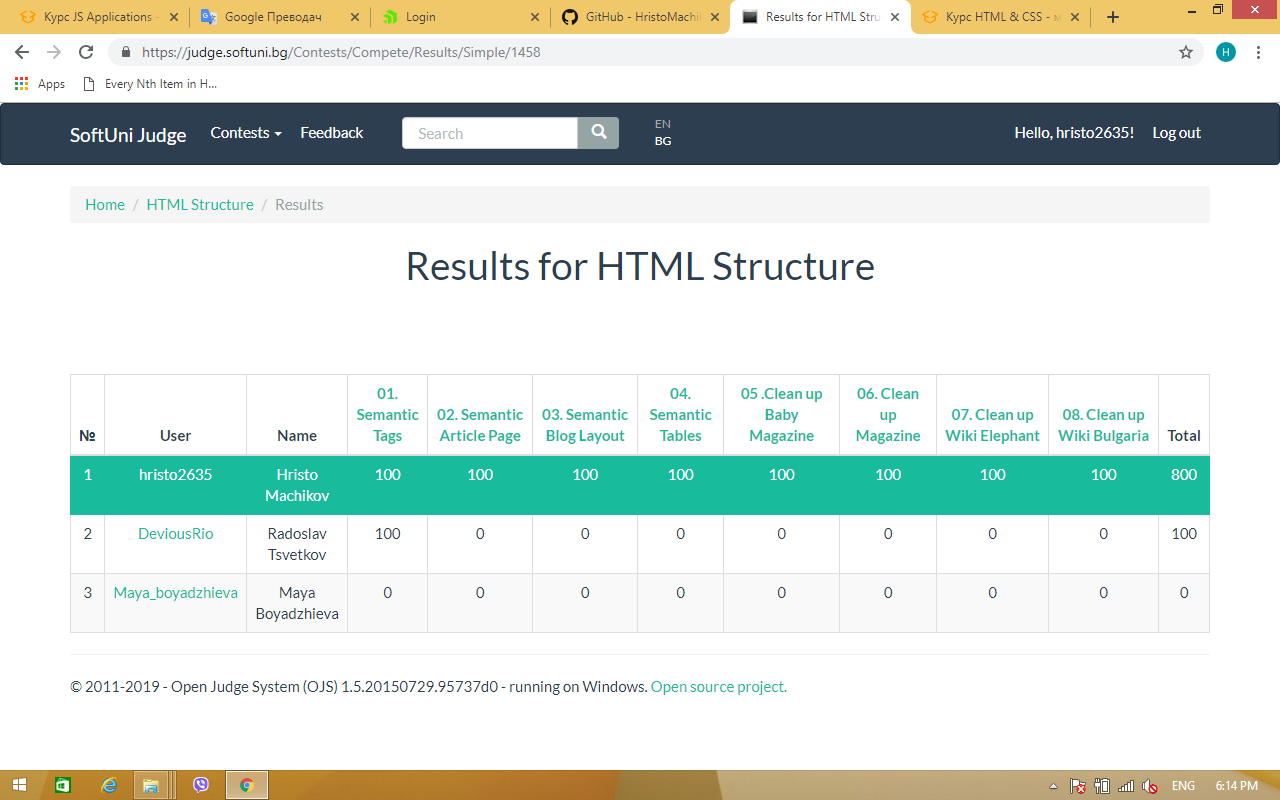 Курс JS Applications -
Google Преводач
Login
GitHub - HristoMachi
Results for HTML Stru
Курс HTML & CSS - м
https://judge.softuni.bg/Contests/Compete/Results/Simple/1458
H
Apps
Every Nth Item in H...
SoftUni Judge
Contests
Feedback
Search
EN
BG
Hello, hristo2635!
Log out
Home / HTML Structure / Results
Results for HTML Structure
№ User Name 01. Semantic Tags 02. Semantic Article Page 03. Semantic Blog Layout 04. Semantic Tables 05 .Clean up Baby Magazine 06. Clean up Magazine 07. Clean up Wiki Elephant 08. Clean up Wiki Bulgaria Total
1 hristo2635 Hristo Machikov 100 100 100 100 100 100 100 100 800
2 DeviousRio Radoslav Tsvetkov 100 0 0 0 0 0 0 0 100
3 Maya_boyadzhieva Maya Boyadzhieva 0 0 0 0 0 0 0 0 0
© 2011-2019 - Open Judge System (OJS) 1.5.20150729.95737d0 - running on Windows. Open source project.
ENG
6:14 PM